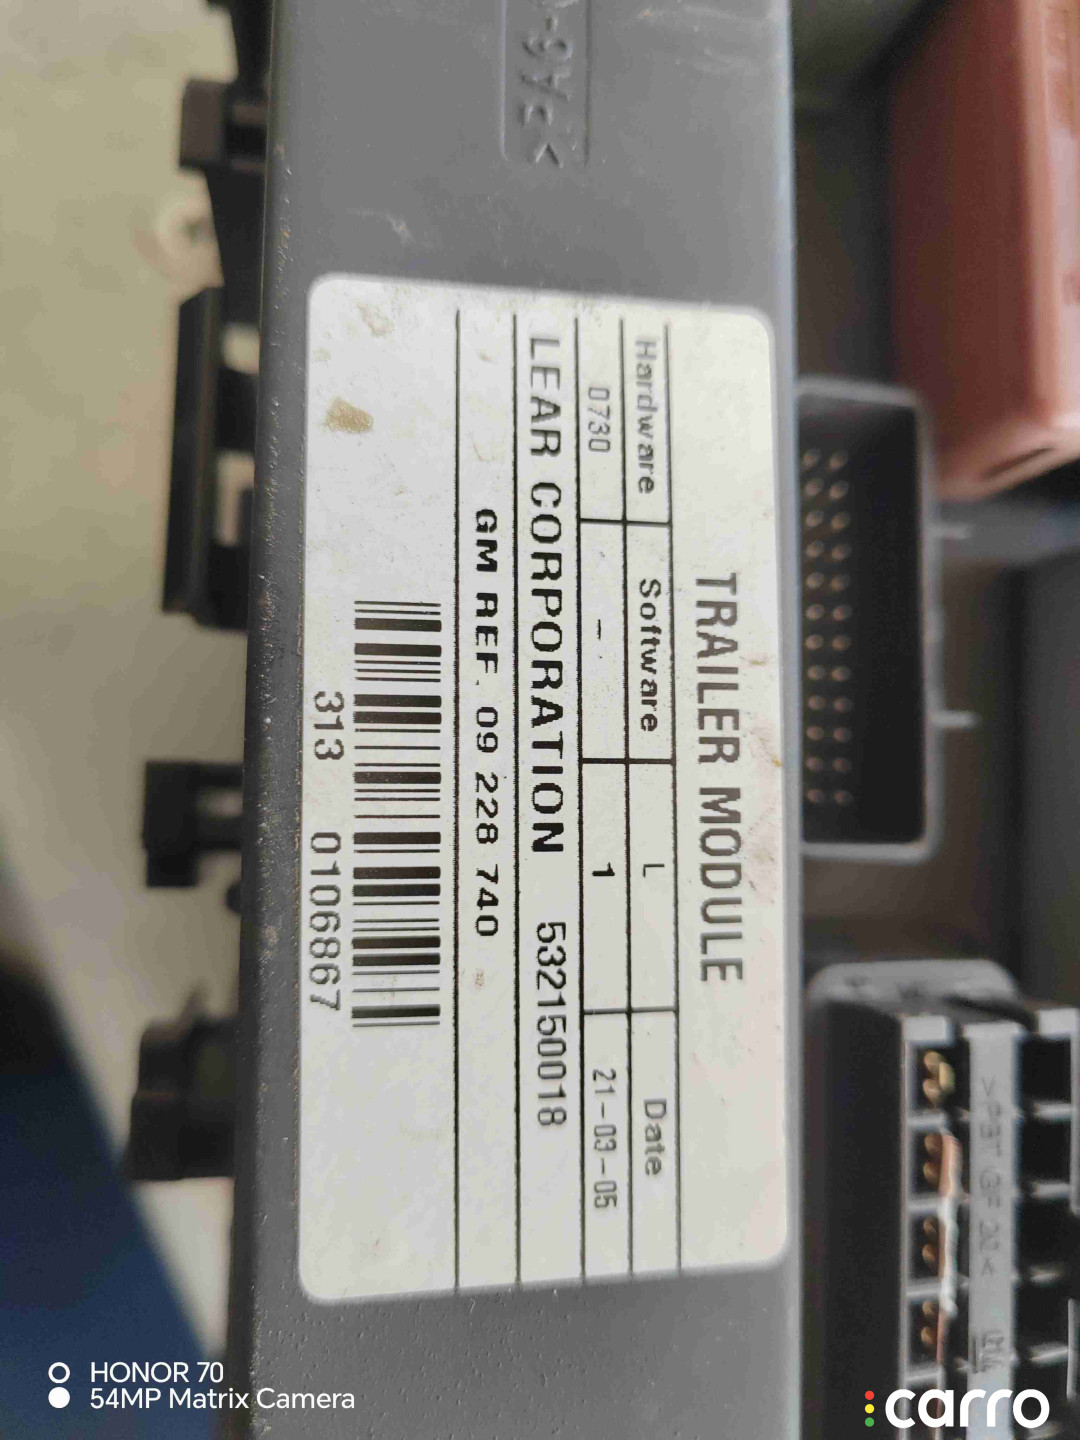 TRAILER MODULE
Hardware Software L Date
0730 - 1 21-03-05
LEAR CORPORATION 532150018
GM REF. 09 228 740
313 0106867
HONOR 70
54MP Matrix Camera
carro